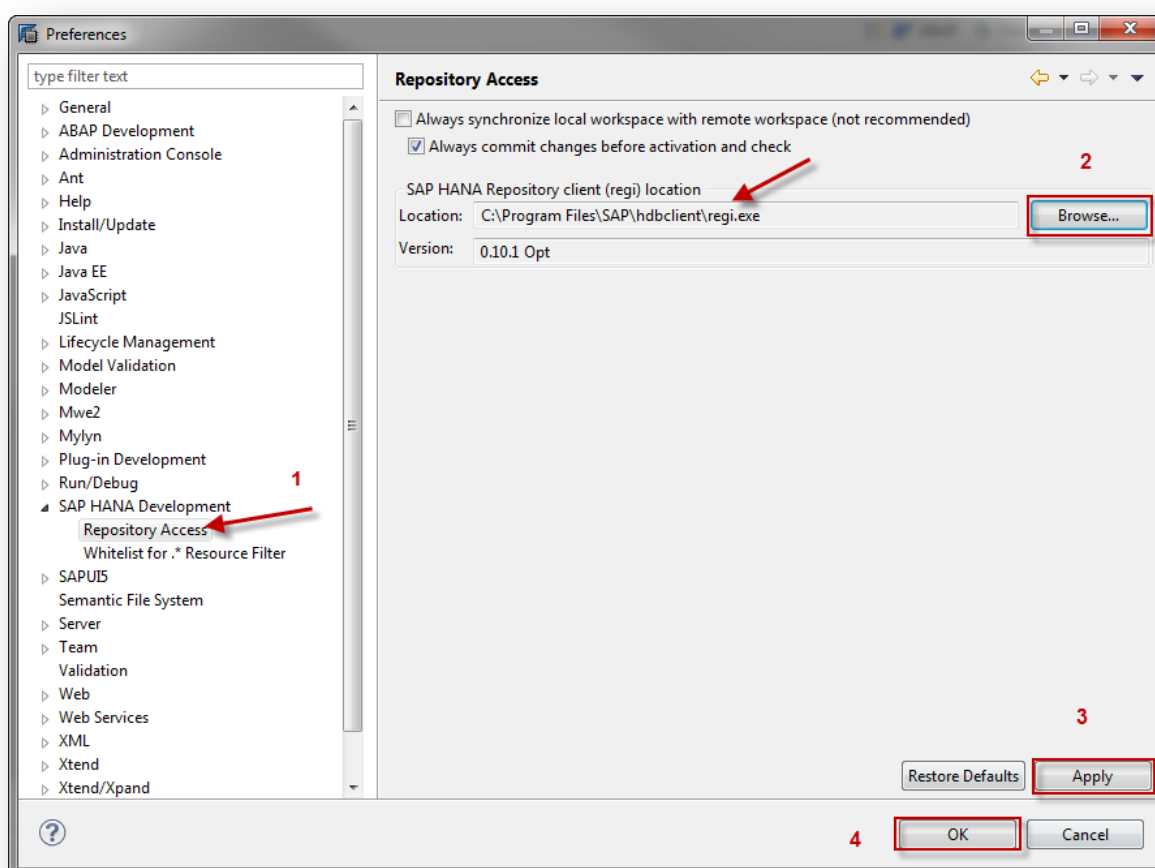 Preferences
type filter text
General
ABAP Development
Administration Console
Ant
Help
Install/Update
Java
Java EE
JavaScript
JSLint
Lifecycle Management
Model Validation
Modeler
Mwe2
Mylyn
Plug-in Development
Run/Debug
1
SAP HANA Development
Repository Access
Whitelist for .* Resource Filter
SAPUI5
Semantic File System
Server
Team
Validation
Web
Web Services
XML
Xtend
Xtend/Xpand
Repository Access
Always synchronize local workspace with remote workspace (not recommended)
Always commit changes before activation and check
2
SAP HANA Repository client (regi) location
Location: C:\Program Files\SAP\hdbclient\regi.exe Browse...
Version: 0.10.1 Opt
3
Restore Defaults Apply
4 OK Cancel